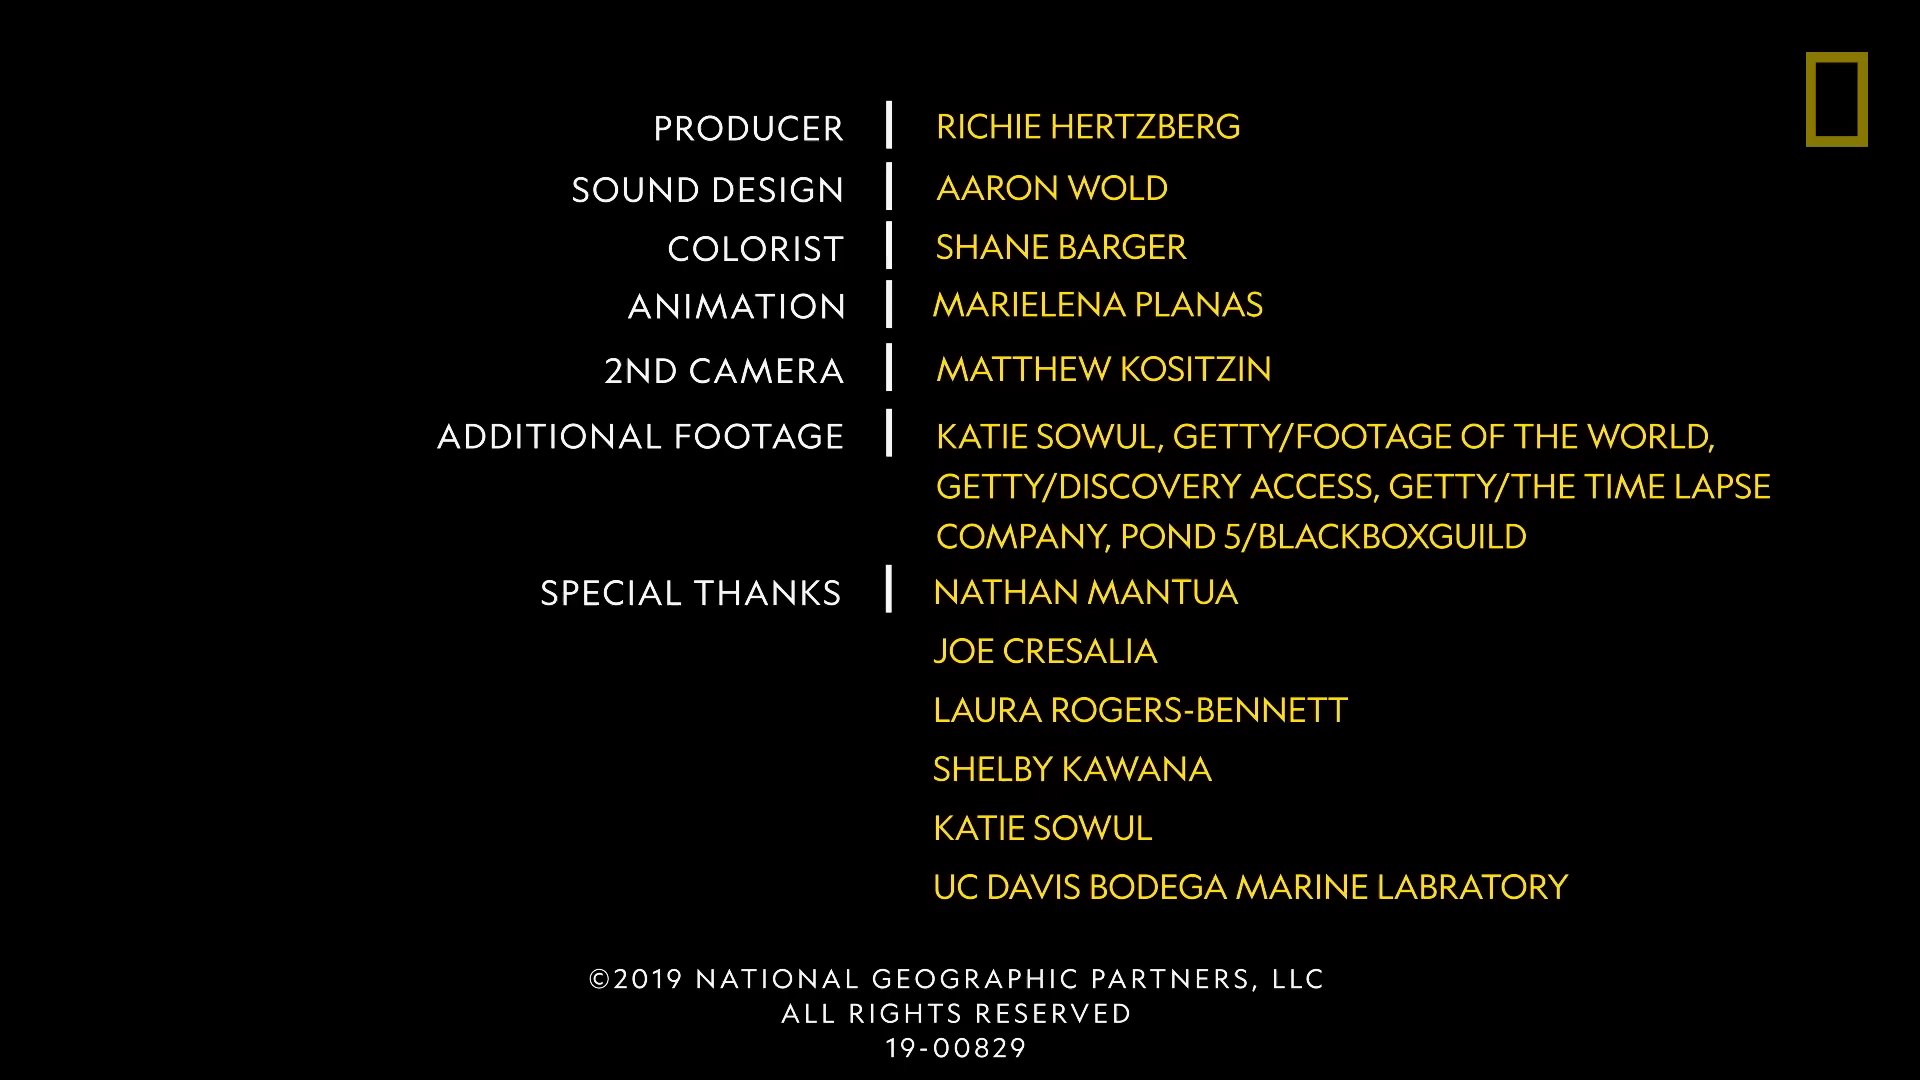 PRODUCER | RICHIE HERTZBERG
SOUND DESIGN | AARON WOLD
COLORIST | SHANE BARGER
ANIMATION | MARIELENA PLANAS
2ND CAMERA | MATTHEW KOSITZIN
ADDITIONAL FOOTAGE | KATIE SOWUL, GETTY/FOOTAGE OF THE WORLD,
GETTY/DISCOVERY ACCESS, GETTY/THE TIME LAPSE
COMPANY, POND 5/BLACKBOXGUILD
SPECIAL THANKS | NATHAN MANTUA
JOE CRESALIA
LAURA ROGERS-BENNETT
SHELBY KAWANA
KATIE SOWUL
UC DAVIS BODEGA MARINE LABRATORY
©2019 NATIONAL GEOGRAPHIC PARTNERS, LLC
ALL RIGHTS RESERVED
19-00829